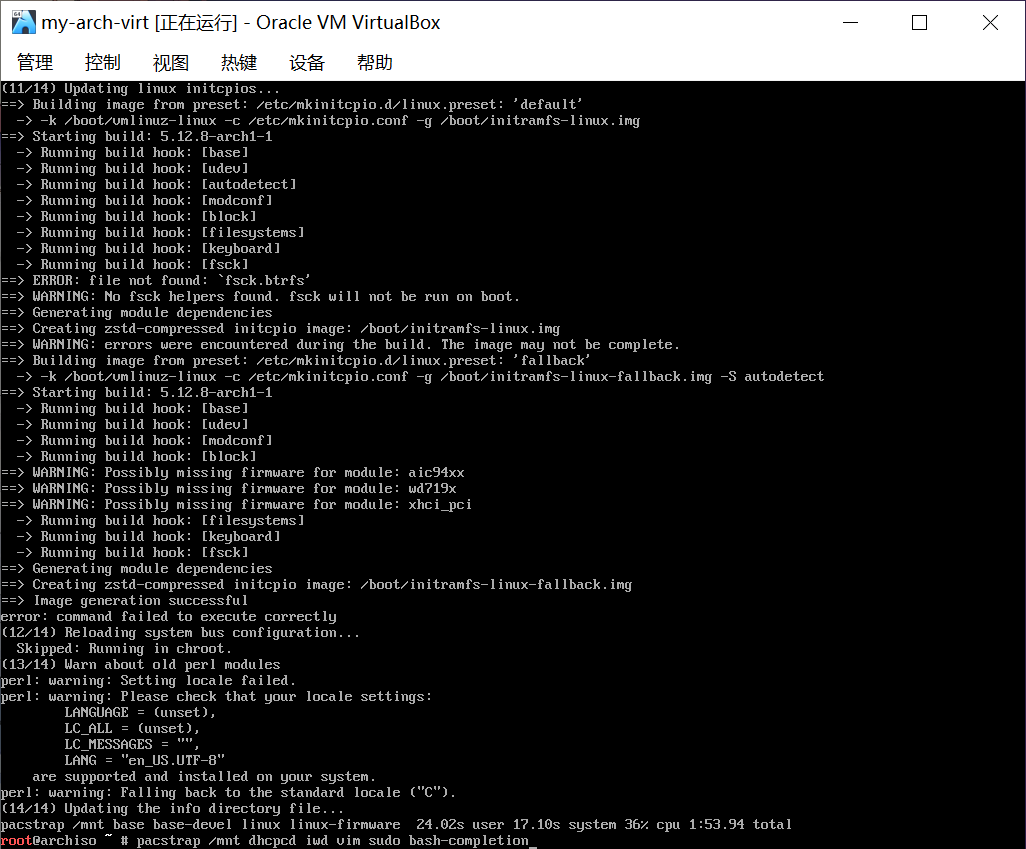 my-arch-virt [正在运行] - Oracle VM VirtualBox
管理 控制 视图 热键 设备 帮助
(11/14) Updating linux initcpios...
==> Building image from preset: /etc/mkinitcpio.d/linux.preset: 'default'
  -> -k /boot/vmlinuz-linux -c /etc/mkinitcpio.conf -g /boot/initramfs-linux.img
==> Starting build: 5.12.8-arch1-1
  -> Running build hook: [base]
  -> Running build hook: [udev]
  -> Running build hook: [autodetect]
  -> Running build hook: [modconf]
  -> Running build hook: [block]
  -> Running build hook: [filesystems]
  -> Running build hook: [keyboard]
  -> Running build hook: [fsck]
==> ERROR: file not found: `fsck.btrfs'
==> WARNING: No fsck helpers found. fsck will not be run on boot.
==> Generating module dependencies
==> Creating zstd-compressed initcpio image: /boot/initramfs-linux.img
==> WARNING: errors were encountered during the build. The image may not be complete.
==> Building image from preset: /etc/mkinitcpio.d/linux.preset: 'fallback'
  -> -k /boot/vmlinuz-linux -c /etc/mkinitcpio.conf -g /boot/initramfs-linux-fallback.img -S autodetect
==> Starting build: 5.12.8-arch1-1
  -> Running build hook: [base]
  -> Running build hook: [udev]
  -> Running build hook: [modconf]
  -> Running build hook: [block]
==> WARNING: Possibly missing firmware for module: aic94xx
==> WARNING: Possibly missing firmware for module: wd719x
==> WARNING: Possibly missing firmware for module: xhci_pci
  -> Running build hook: [filesystems]
  -> Running build hook: [keyboard]
  -> Running build hook: [fsck]
==> Generating module dependencies
==> Creating zstd-compressed initcpio image: /boot/initramfs-linux-fallback.img
==> Image generation successful
error: command failed to execute correctly
(12/14) Reloading system bus configuration...
  Skipped: Running in chroot.
(13/14) Warn about old perl modules
perl: warning: Setting locale failed.
perl: warning: Please check that your locale settings:
        LANGUAGE = (unset),
        LC_ALL = (unset),
        LC_MESSAGES = "",
        LANG = "en_US.UTF-8"
    are supported and installed on your system.
perl: warning: Falling back to the standard locale ("C").
(14/14) Updating the info directory file...
pacstrap /mnt base base-devel linux linux-firmware  24.02s user 17.10s system 36% cpu 1:53.94 total
root@archiso ~ # pacstrap /mnt dhcpcd iwd vim sudo bash-completion_